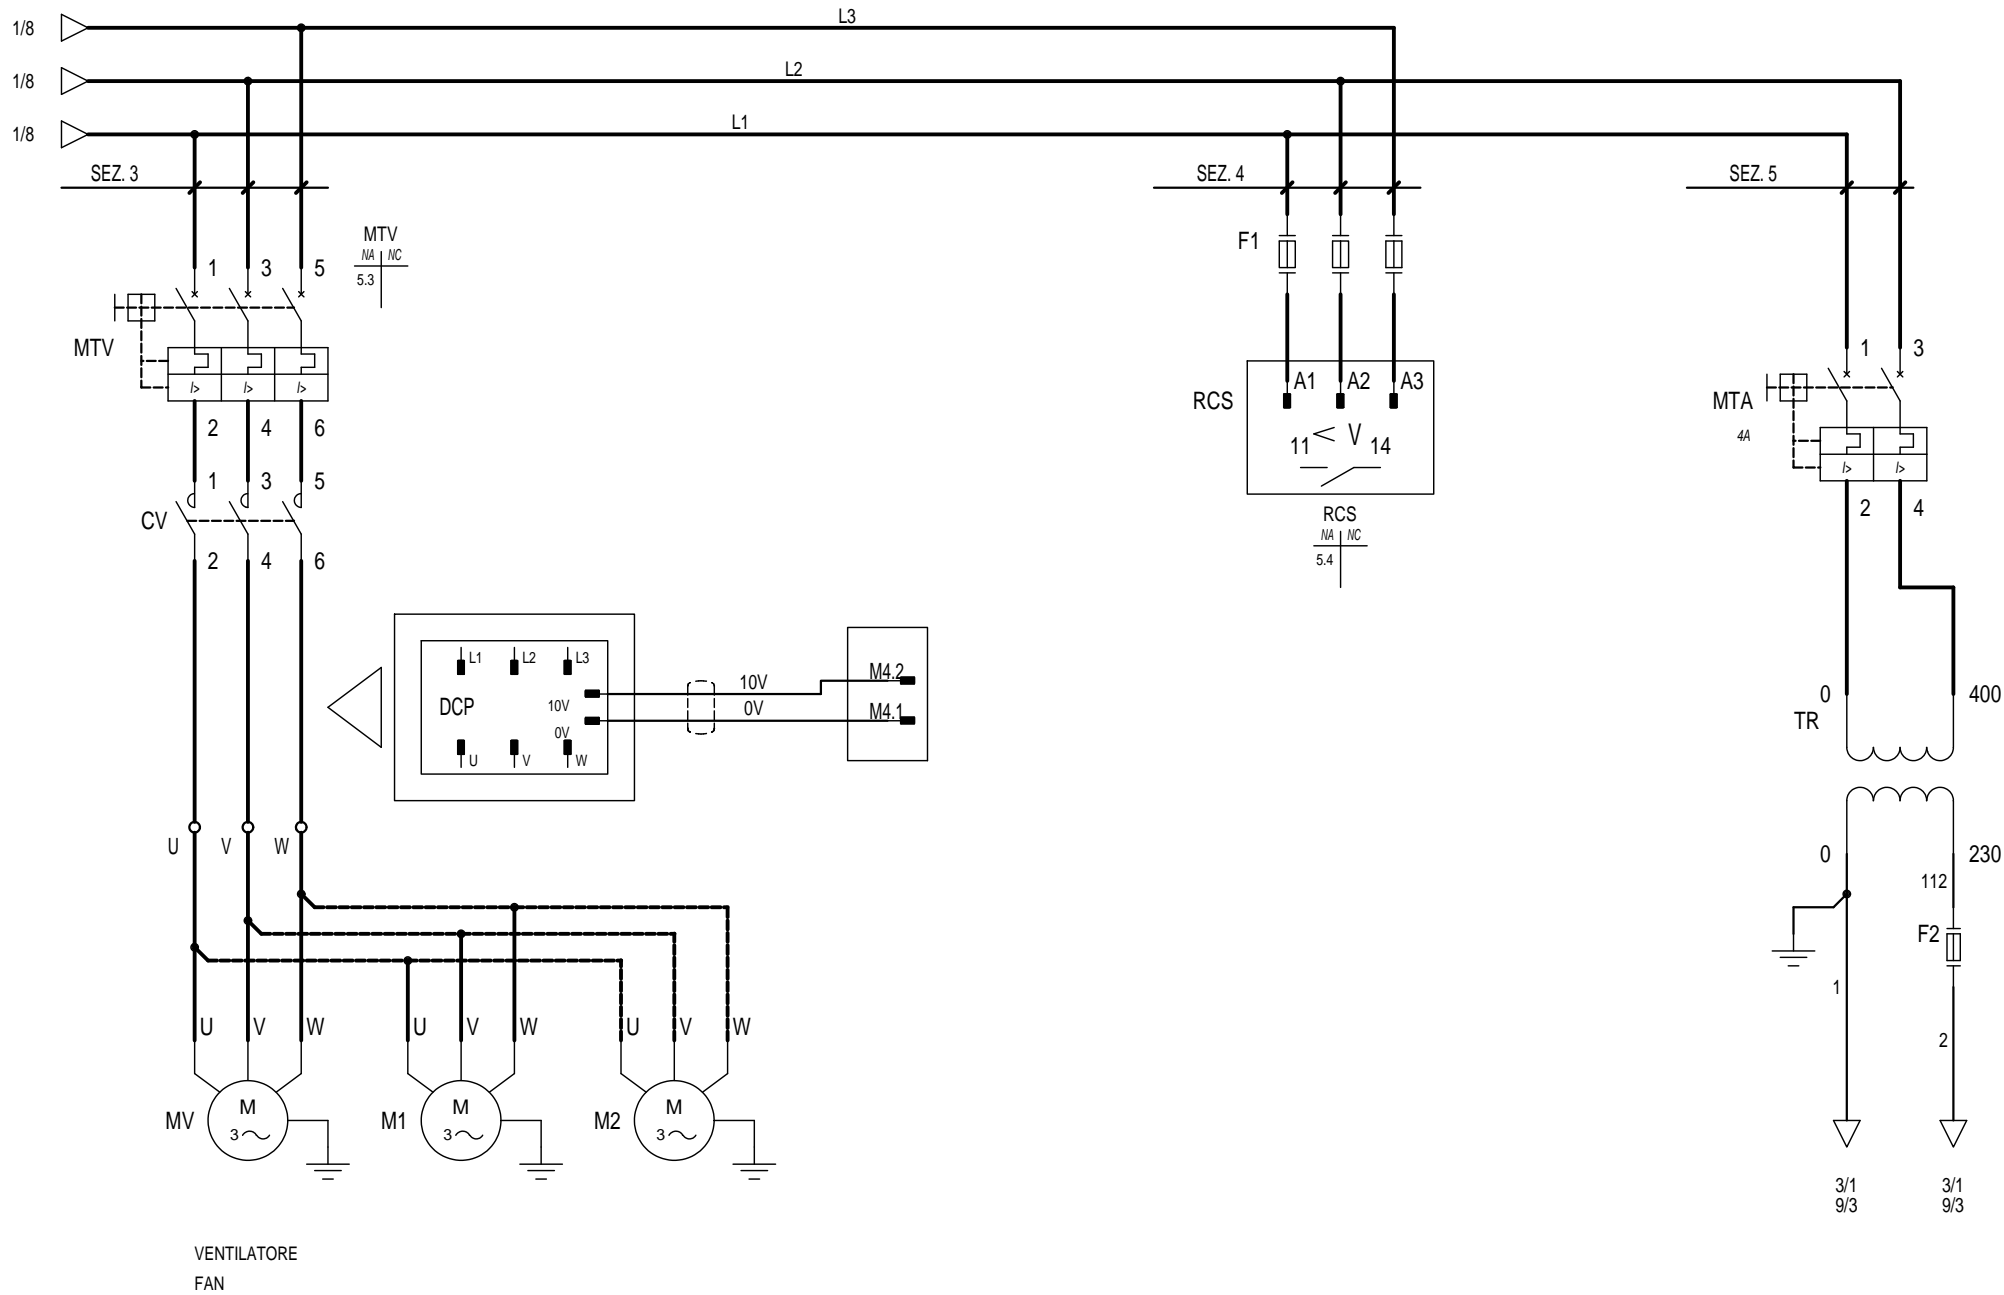 1/8 L3
1/8 L2
1/8 L1
SEZ. 3 SEZ. 4 SEZ. 5
MTV
NA NC
5.3
F1
1 3 5
MTV
I> I> I>
2 4 6
1 3 5
CV
2 4 6
RCS A1 A2 A3
< V
11 14
RCS
NA NC
5.4
1 3
MTA
4A
I> I>
2 4
L1 L2 L3
DCP
10V
0V
U V W
10V
0V
M4.2
M4.1
0 400
TR
0 230
112
F2
1
2
U V W
U V W U V W U V W
MV M 3 M1 M 3 M2 M 3
3/1 3/1
9/3 9/3
VENTILATORE
FAN